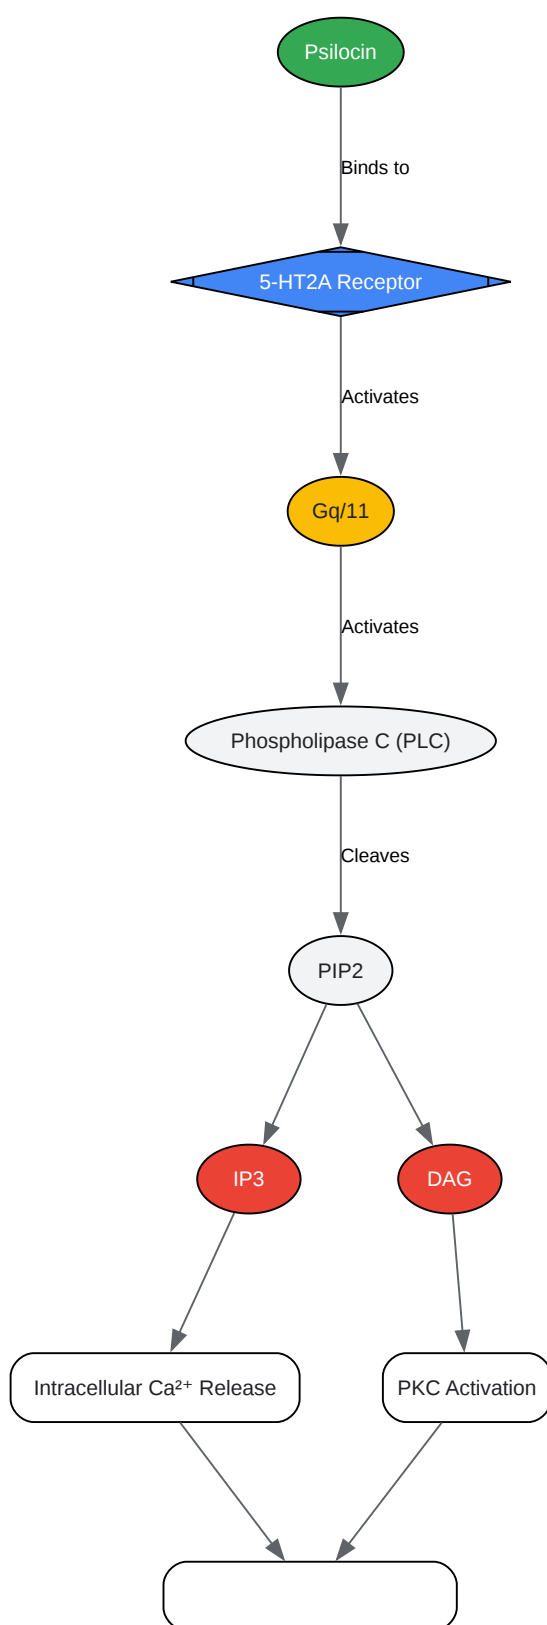 Psilocin
Binds to
5-HT2A Receptor
Activates
Gq/11
Activates
Phospholipase C (PLC)
Cleaves
PIP2
IP3
DAG
Intracellular Ca²⁺ Release
PKC Activation